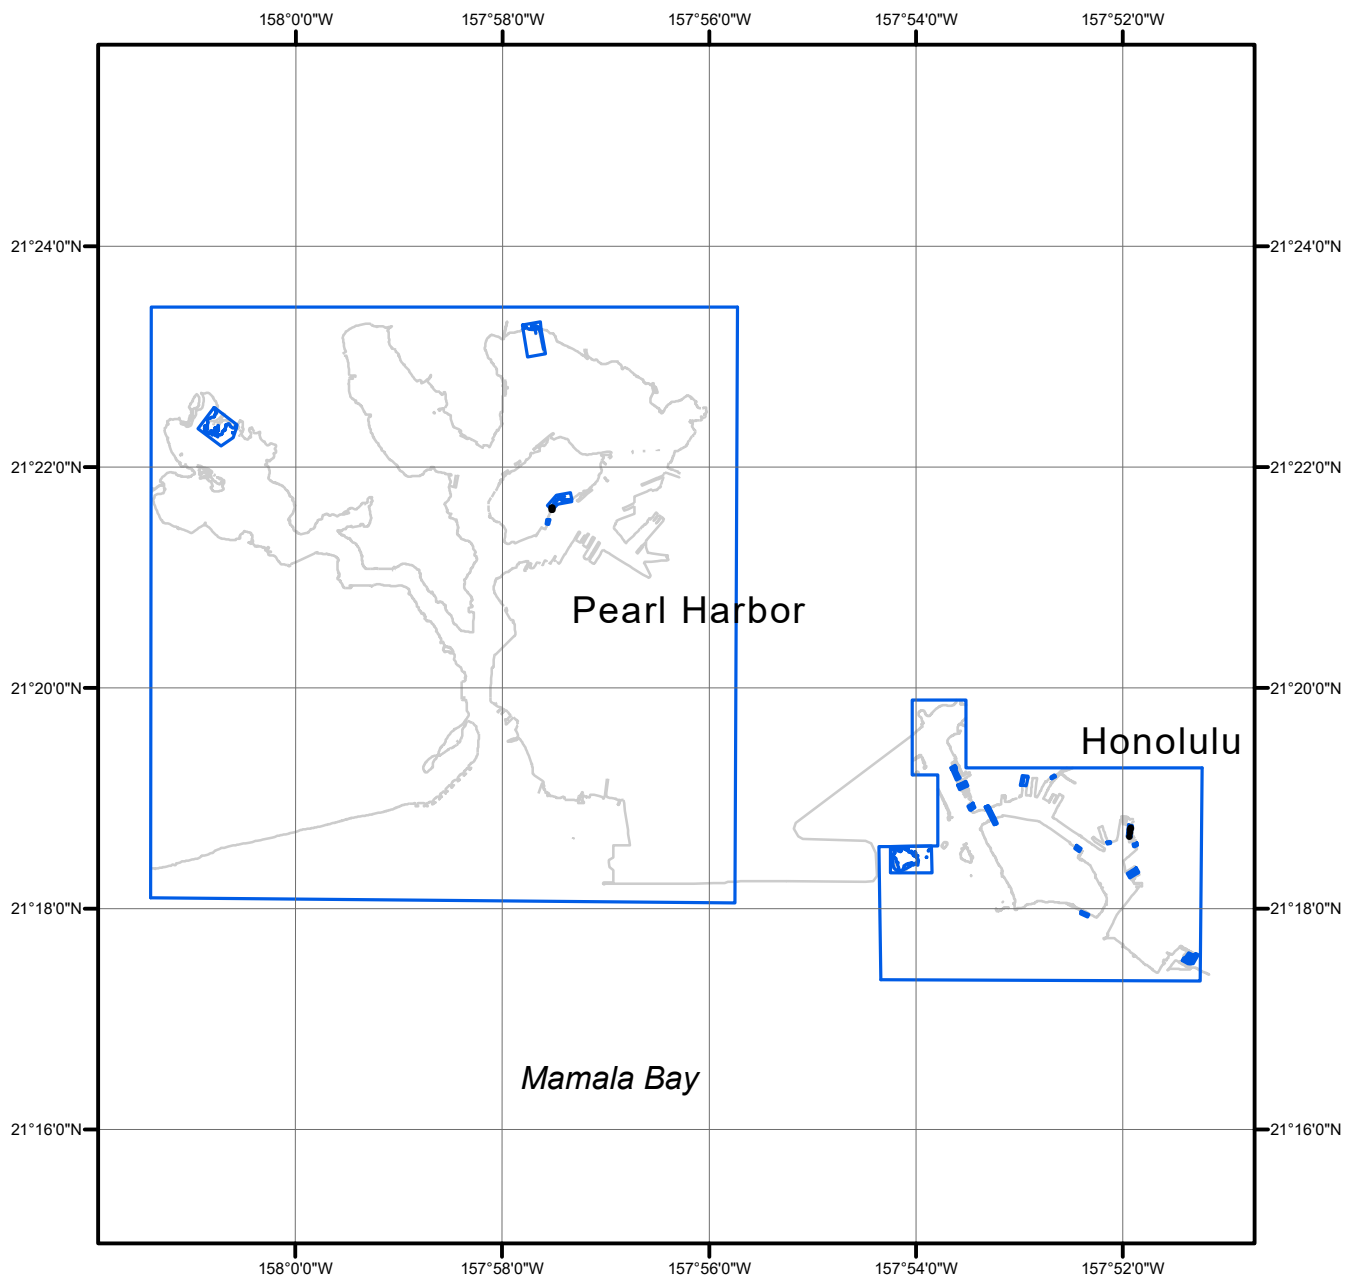 158°0'0"W 157°58'0"W 157°56'0"W 157°54'0"W 157°52'0"W
21°24'0"N 21°24'0"N
21°22'0"N 21°22'0"N
Pearl Harbor
21°20'0"N 21°20'0"N
Honolulu
21°18'0"N 21°18'0"N
Mamala Bay
21°16'0"N 21°16'0"N
158°0'0"W 157°58'0"W 157°56'0"W 157°54'0"W 157°52'0"W